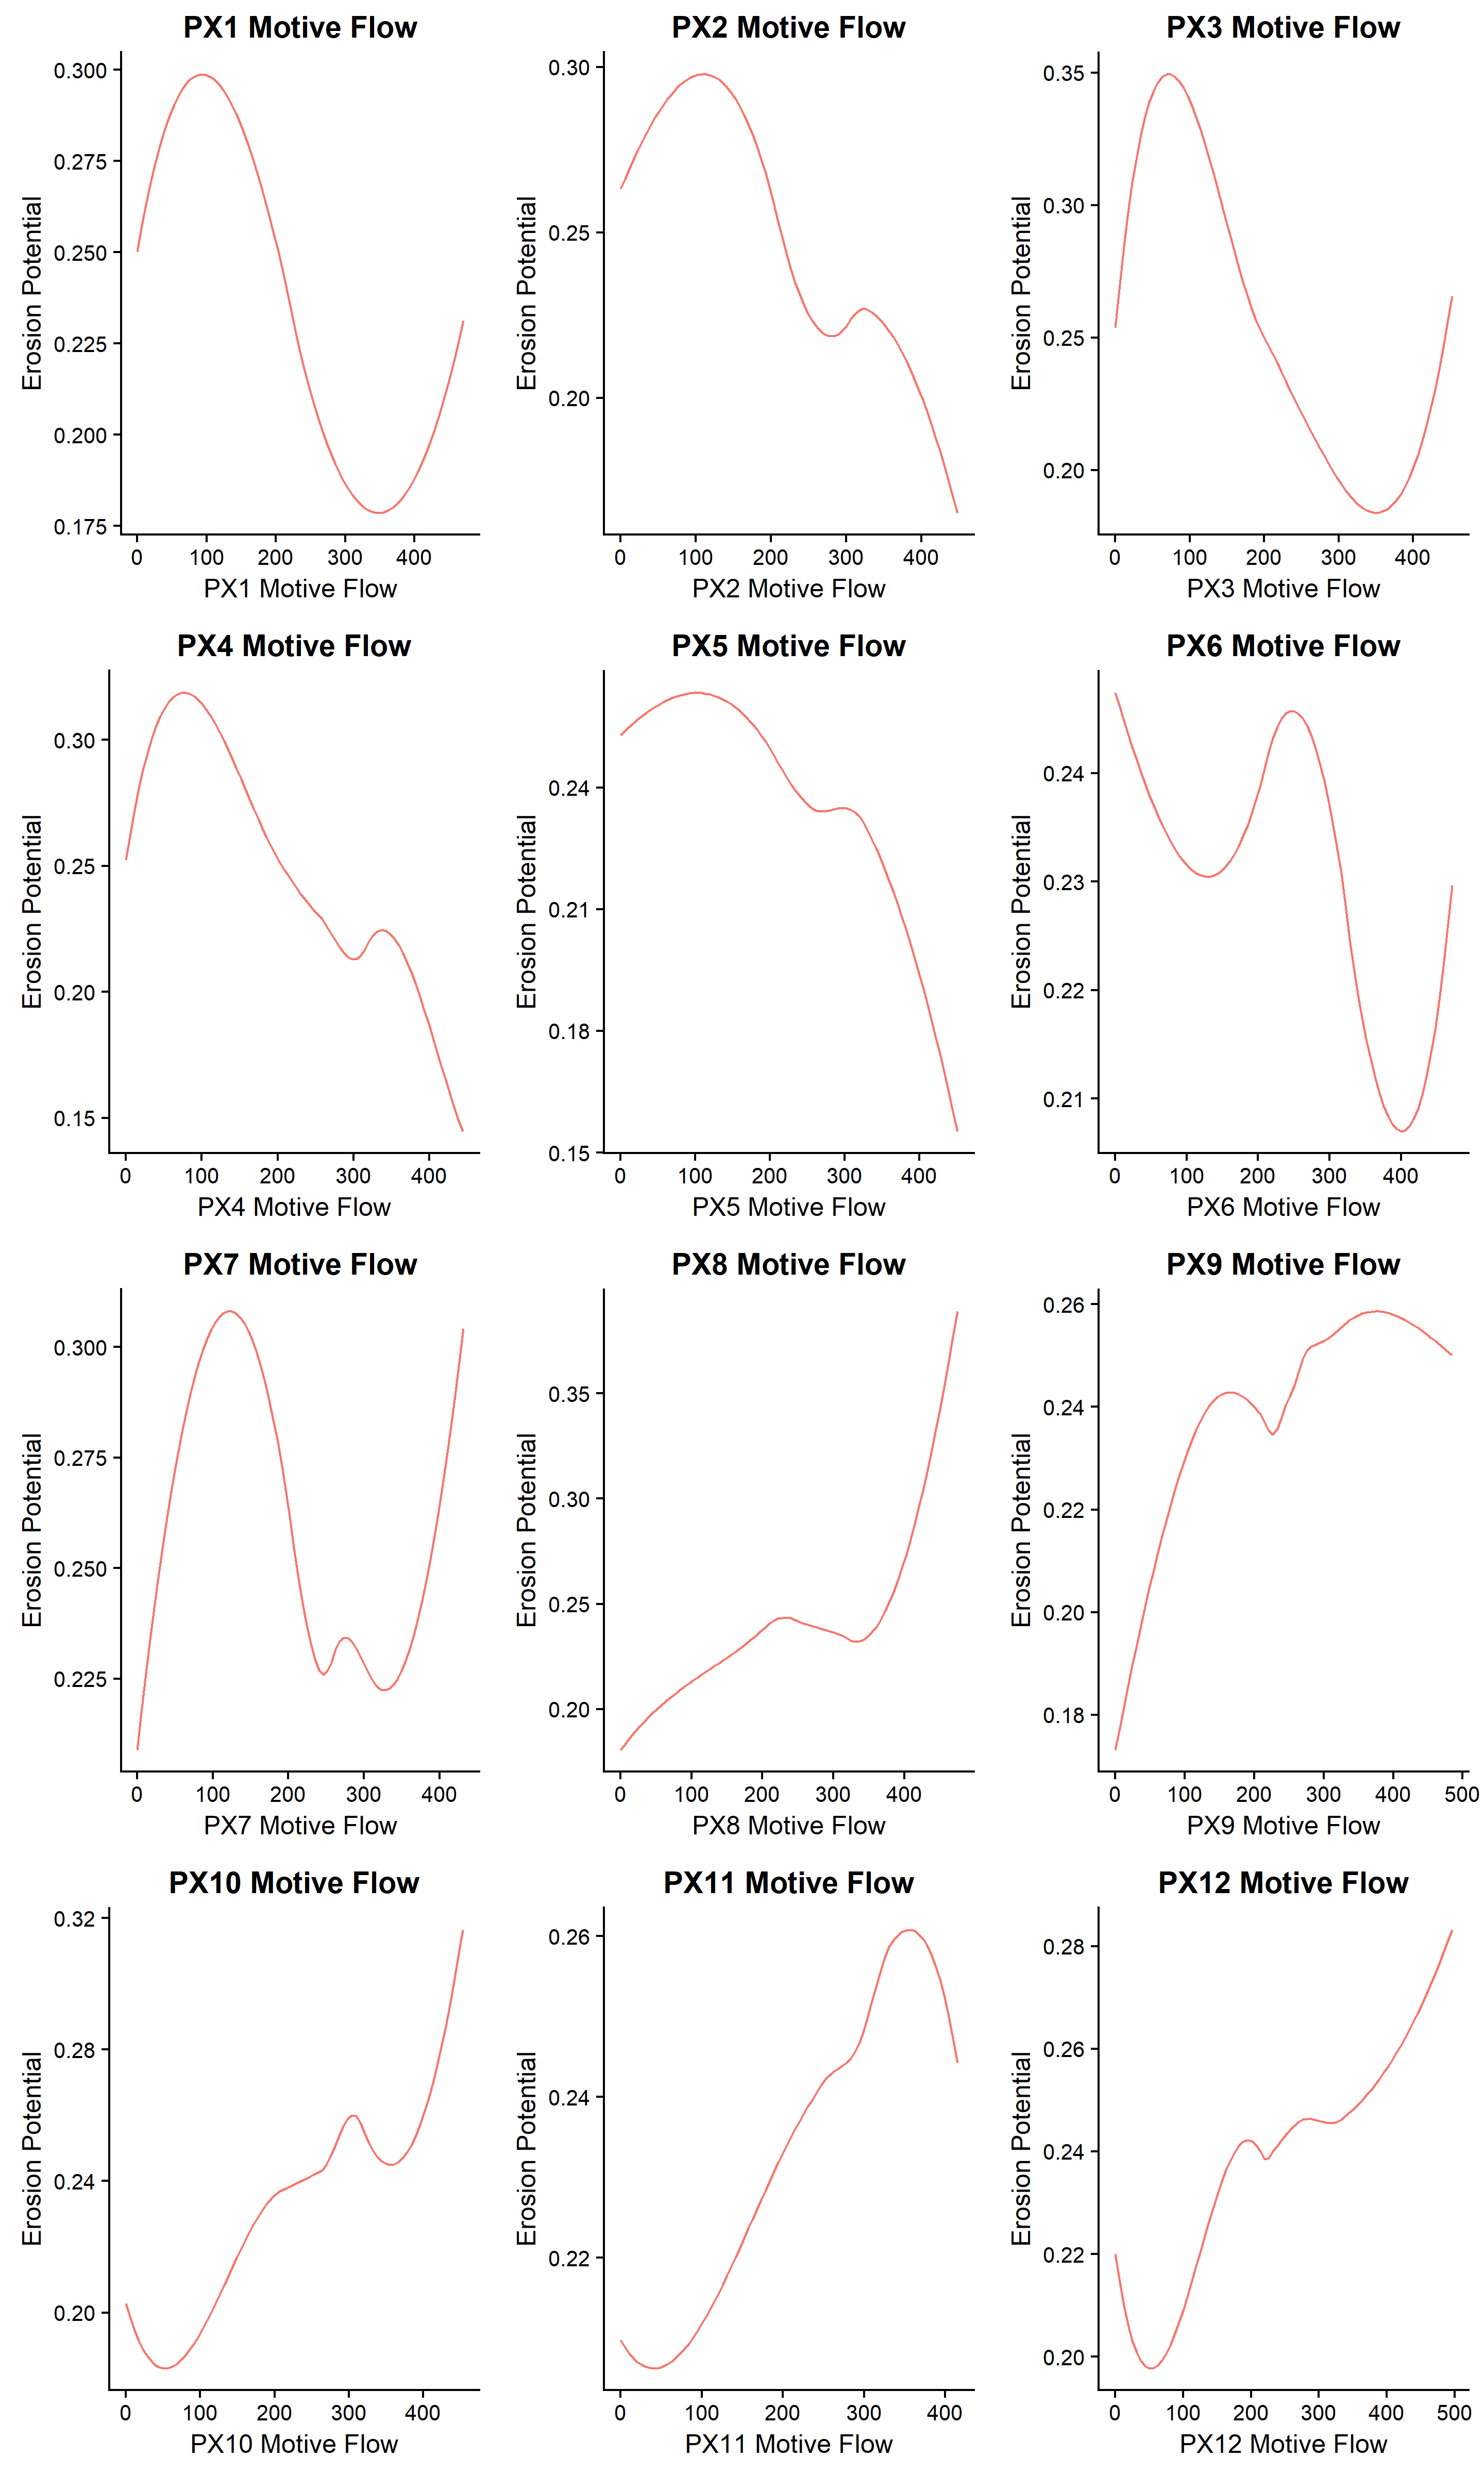 PX1 Motive Flow
PX2 Motive Flow
PX3 Motive Flow
Erosion Potential
0.300
0.275
0.250
0.225
0.200
0.175
0 100 200 300 400
PX1 Motive Flow
Erosion Potential
0.30
0.25
0.20
0 100 200 300 400
PX2 Motive Flow
Erosion Potential
0.35
0.30
0.25
0.20
0 100 200 300 400
PX3 Motive Flow
PX4 Motive Flow
PX5 Motive Flow
PX6 Motive Flow
Erosion Potential
0.30
0.25
0.20
0.15
0 100 200 300 400
PX4 Motive Flow
Erosion Potential
0.24
0.21
0.18
0.15
0 100 200 300 400
PX5 Motive Flow
Erosion Potential
0.24
0.23
0.22
0.21
0 100 200 300 400
PX6 Motive Flow
PX7 Motive Flow
PX8 Motive Flow
PX9 Motive Flow
Erosion Potential
0.300
0.275
0.250
0.225
0 100 200 300 400
PX7 Motive Flow
Erosion Potential
0.35
0.30
0.25
0.20
0 100 200 300 400
PX8 Motive Flow
Erosion Potential
0.26
0.24
0.22
0.20
0.18
0 100 200 300 400 500
PX9 Motive Flow
PX10 Motive Flow
PX11 Motive Flow
PX12 Motive Flow
Erosion Potential
0.32
0.28
0.24
0.20
0 100 200 300 400
PX10 Motive Flow
Erosion Potential
0.26
0.24
0.22
0 100 200 300 400
PX11 Motive Flow
Erosion Potential
0.28
0.26
0.24
0.22
0.20
0 100 200 300 400 500
PX12 Motive Flow